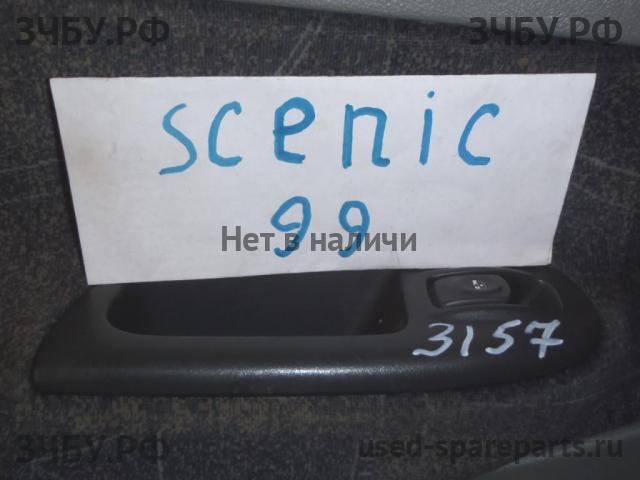 ЗЧБУ.РФ
ЗЧБУ.РФ
scenic
99
Нет в наличи
3157
ЗЧБУ.РФ
used-spareparts.ru